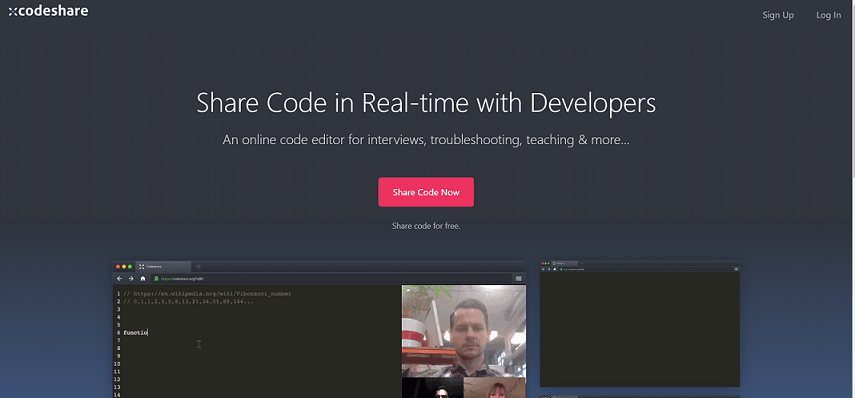 codeshare
Sign Up
Log In
Share Code in Real-time with Developers
An online code editor for interviews, troubleshooting, teaching & more...
Share Code Now
Share code for free.
Codeshare
1 // https://en.wikipedia.org/wiki/Fibonacci_number
2 // 0,1,1,2,3,5,8,13,21,34,55,89,144...
3
4
5
6 functio
7
8
9
10
11
12
13
14